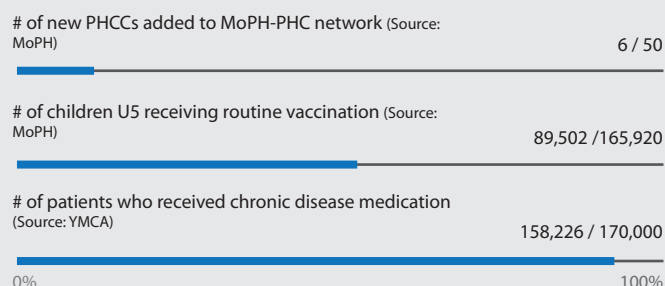 # of new PHCCs added to MoPH-PHC network (Source:
MoPH)
6 / 50
# of children U5 receiving routine vaccination (Source:
MoPH)
89,502 /165,920
# of patients who received chronic disease medication
(Source: YMCA)
158,226 / 170,000
0%
100%